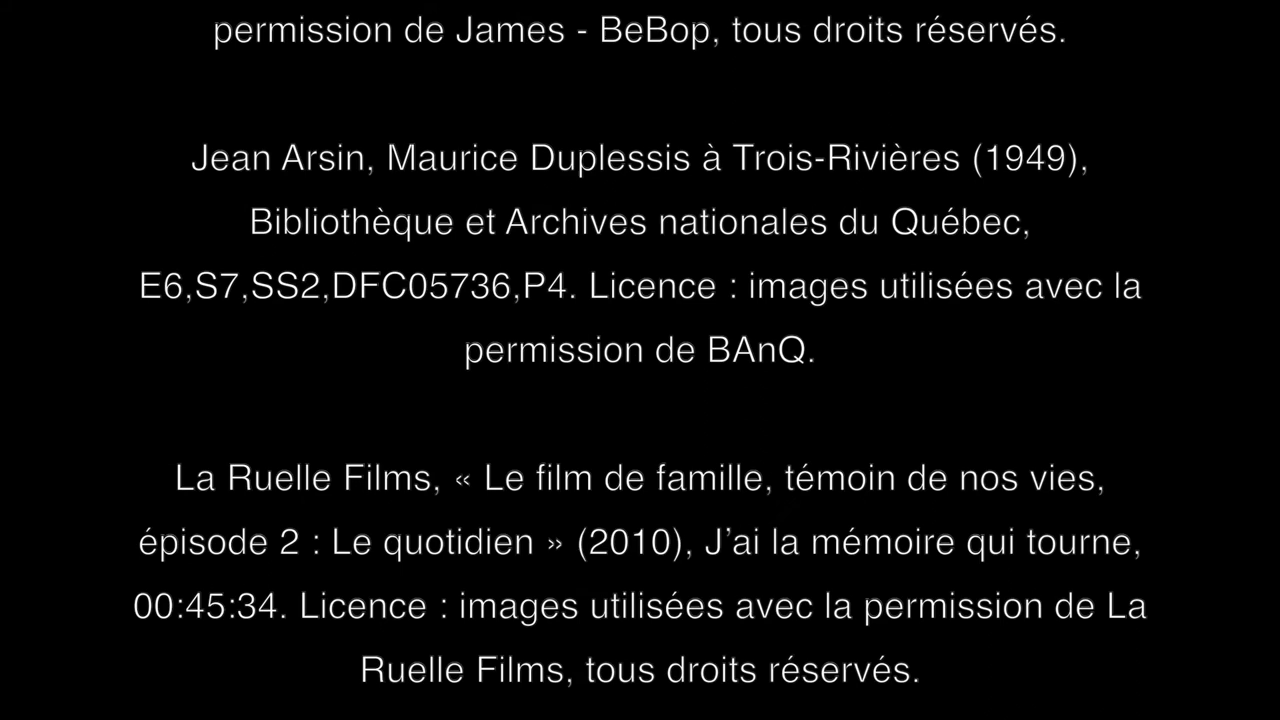 permission de James - BeBop, tous droits réservés.
Jean Arsin, Maurice Duplessis à Trois-Rivières (1949),
Bibliothèque et Archives nationales du Québec,
E6,S7,SS2,DFC05736,P4. Licence : images utilisées avec la
permission de BAnQ.
La Ruelle Films, « Le film de famille, témoin de nos vies,
épisode 2 : Le quotidien » (2010), J’ai la mémoire qui tourne,
00:45:34. Licence : images utilisées avec la permission de La
Ruelle Films, tous droits réservés.